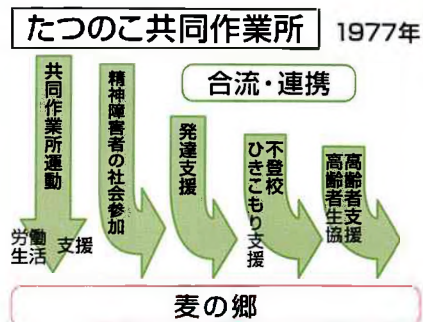 たつのこ共同作業所
1977年
合流・連携
共同作業所運動
労働
生活
支援
精神障害者の社会参加
発達支援
不登校
ひきこもり支援
高齢者支援
高齢者生協
麦の郷